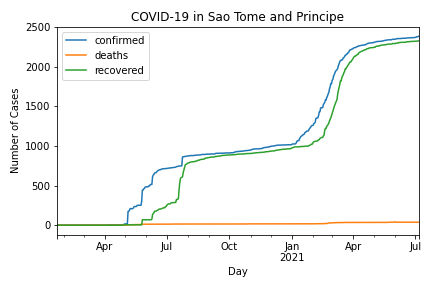 COVID-19 in Sao Tome and Principe
confirmed
deaths
recovered
Number of Cases
2500
2000
1500
1000
500
0
Apr Jul Oct Jan Apr Jul
2021
Day